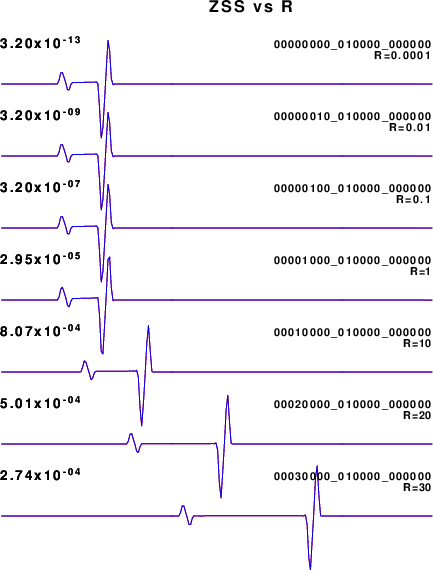 ZSS vs R
3.20x10-13 00000000_010000_000000
R=0.0001
3.20x10-09 00000010_010000_000000
R=0.01
3.20x10-07 00000100_010000_000000
R=0.1
2.95x10-05 00001000_010000_000000
R=1
8.07x10-04 00010000_010000_000000
R=10
5.01x10-04 00020000_010000_000000
R=20
2.74x10-04 00030000_010000_000000
R=30